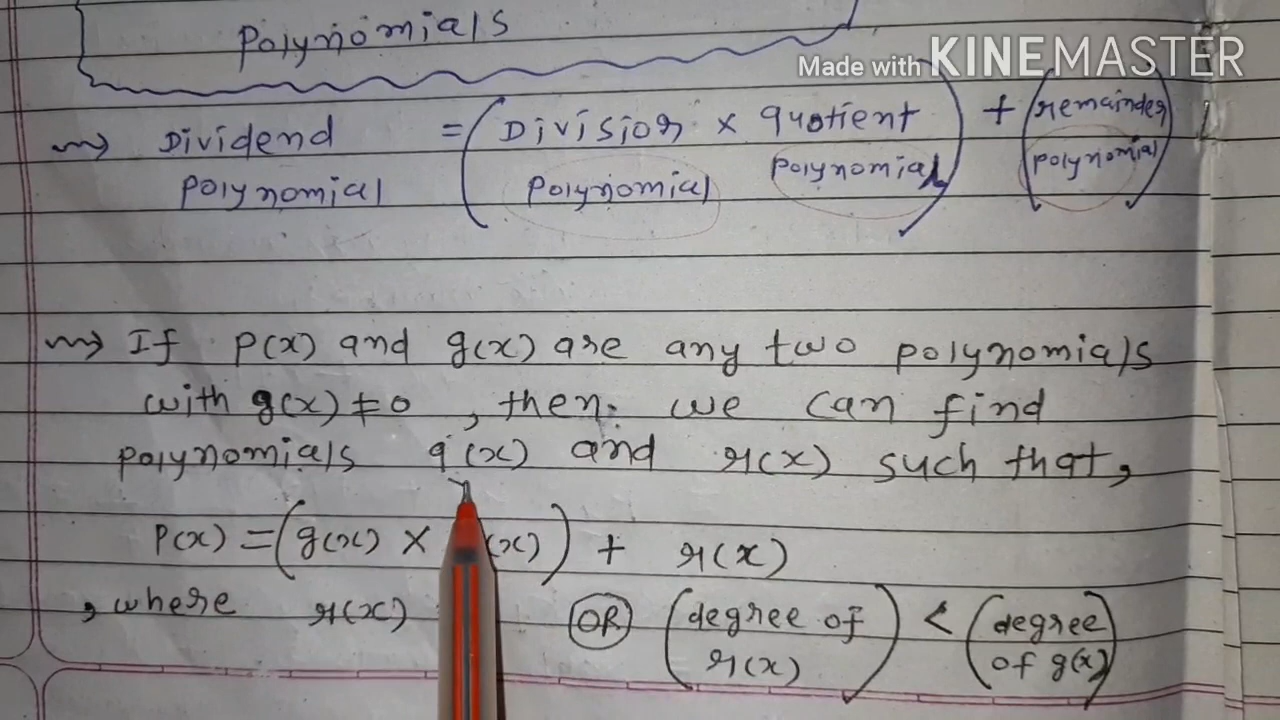 Polynomials
Made with KINEMASTER
Dividend = (Division × quotient) + (remainder)
polynomial polynomial polynomial polynomial
If P(x) and g(x) are any two polynomials
with g(x) ≠ 0 , then we can find
polynomials q(x) and r(x) such that,
P(x) = (g(x) × (x)) + r(x)
, where r(x) OR (degree of r(x)) < (degree of g(x))